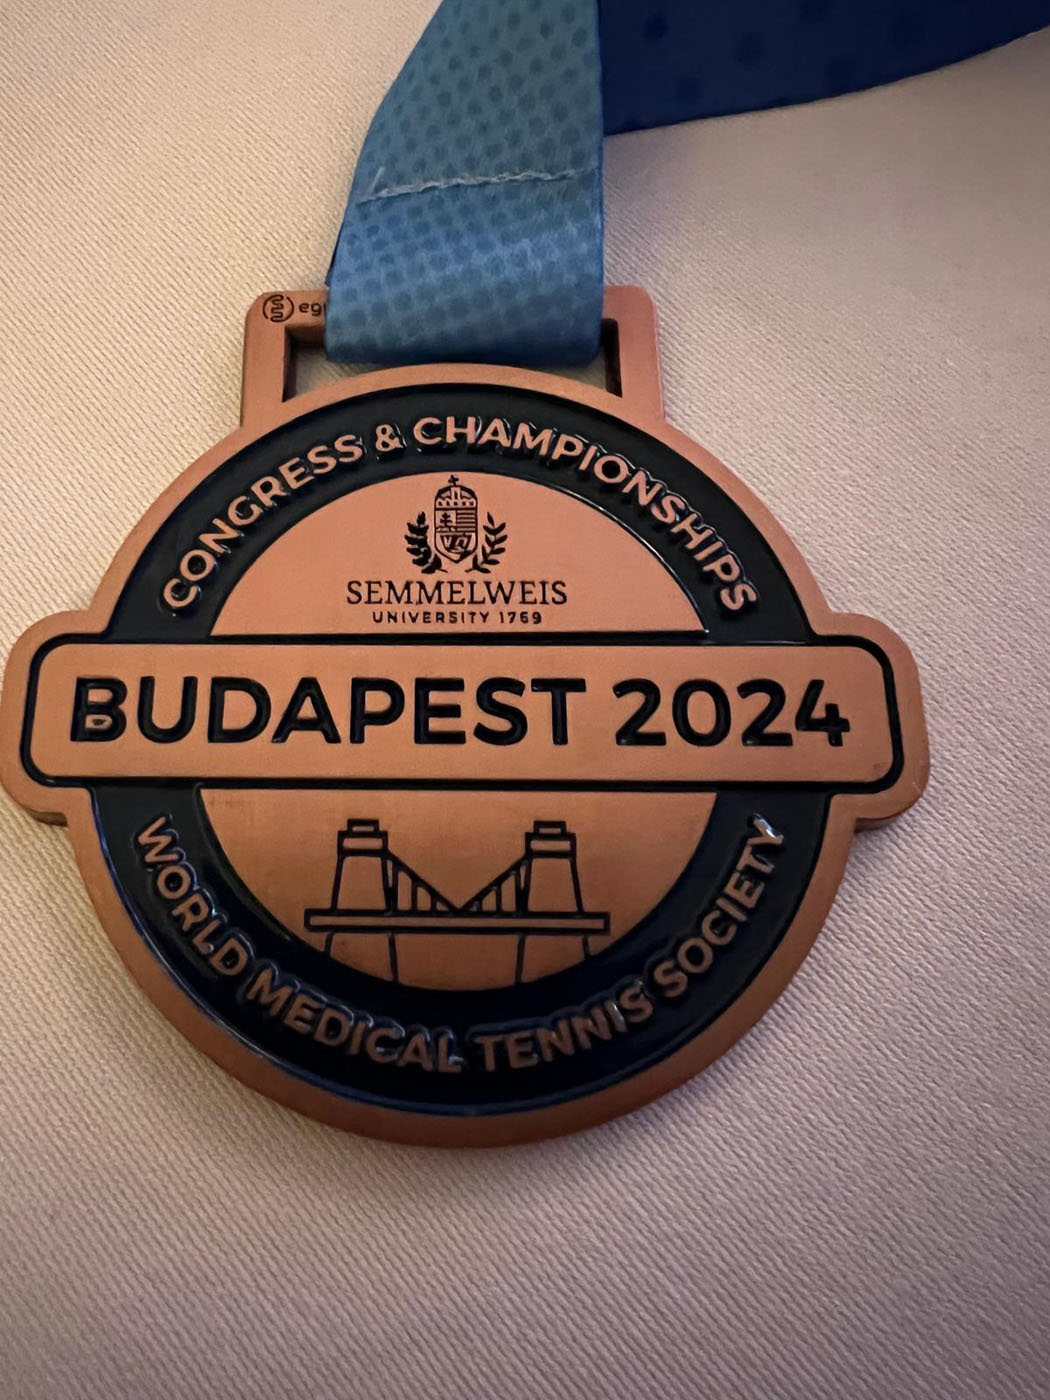 CONGRESS & CHAMPIONSHIPS
SEMMELWEIS
UNIVERSITY 1769
BUDAPEST 2024
WORLD MEDICAL TENNIS SOCIETY